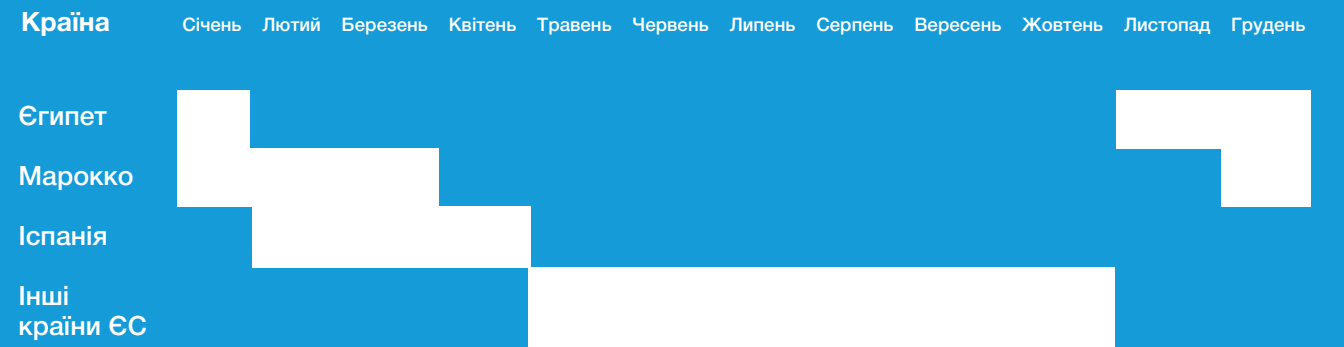 Країна Січень Лютий Березень Квітень Травень Червень Липень Серпень Вересень Жовтень Листопад Грудень
Єгипет
Марокко
Іспанія
Інші
країни ЄС